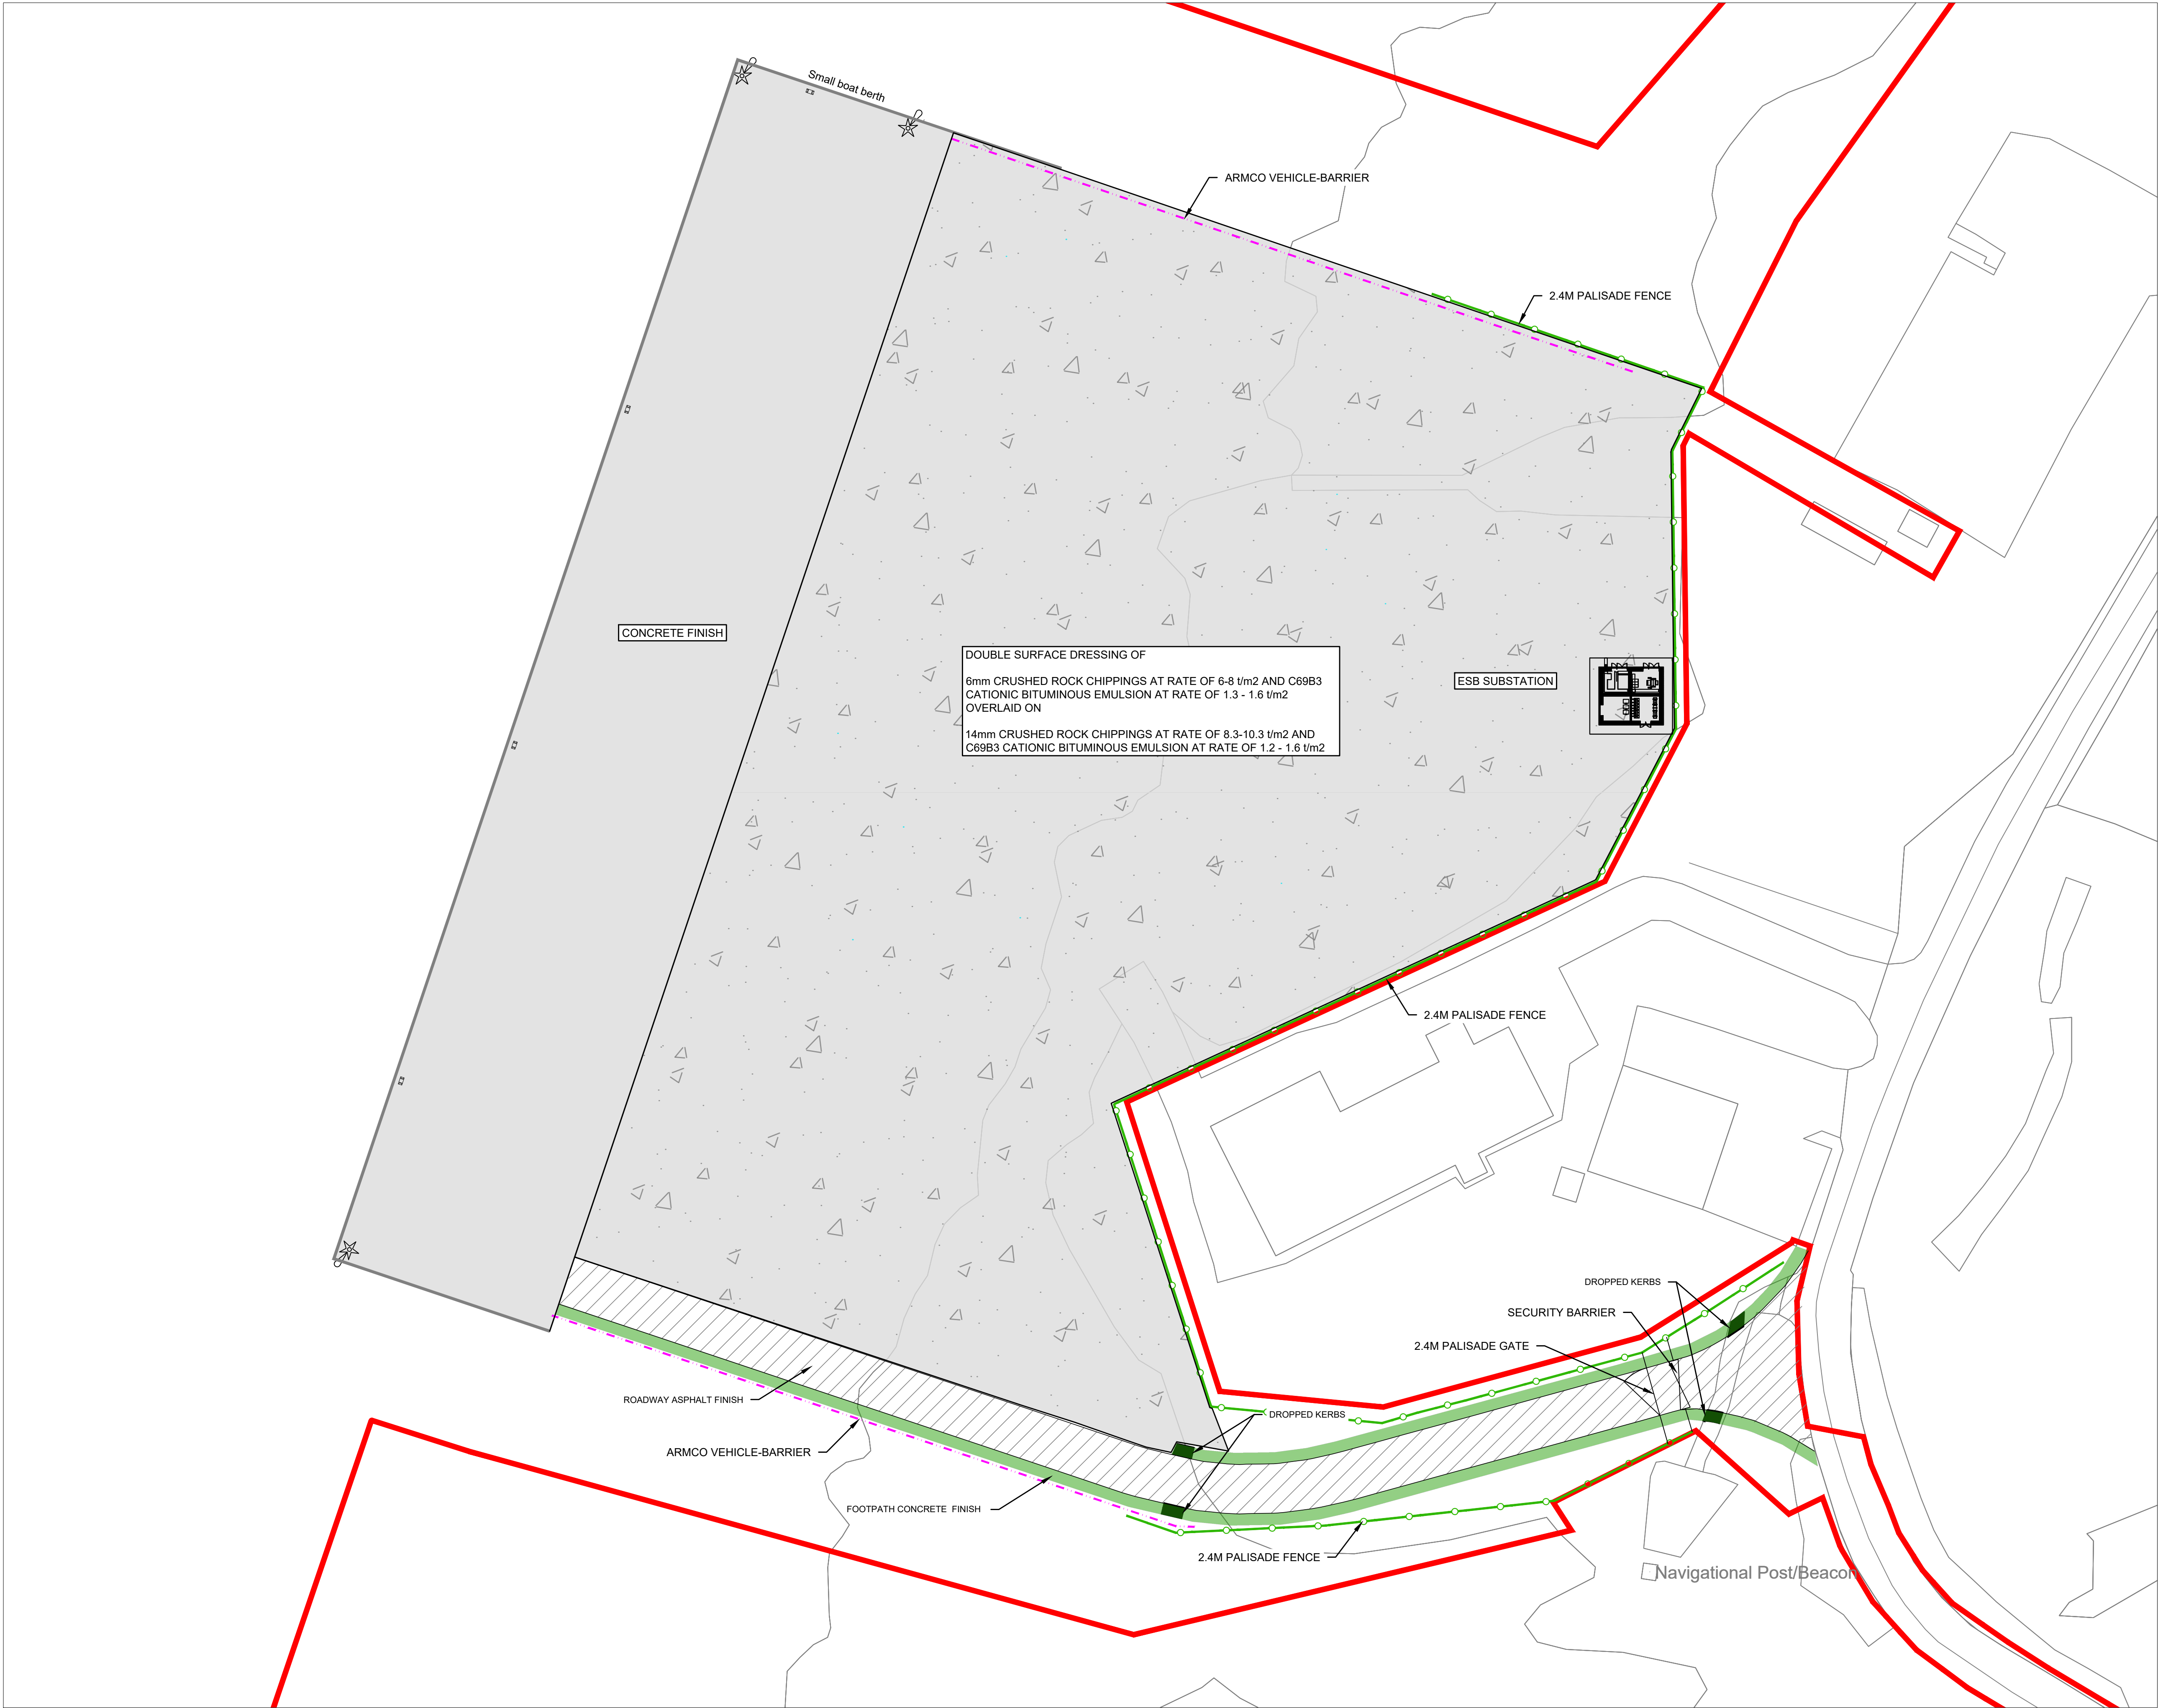 Small boat berth
ARMCO VEHICLE-BARRIER
2.4M PALISADE FENCE
CONCRETE FINISH
DOUBLE SURFACE DRESSING OF
6mm CRUSHED ROCK CHIPPINGS AT RATE OF 6-8 t/m2 AND C69B3
CATIONIC BITUMINOUS EMULSION AT RATE OF 1.3 - 1.6 t/m2
OVERLAID ON
14mm CRUSHED ROCK CHIPPINGS AT RATE OF 8.3-10.3 t/m2 AND
C69B3 CATIONIC BITUMINOUS EMULSION AT RATE OF 1.2 - 1.6 t/m2
ESB SUBSTATION
2.4M PALISADE FENCE
DROPPED KERBS
SECURITY BARRIER
2.4M PALISADE GATE
ROADWAY ASPHALT FINISH
DROPPED KERBS
ARMCO VEHICLE-BARRIER
FOOTPATH CONCRETE FINISH
2.4M PALISADE FENCE
Navigational Post/Beacon